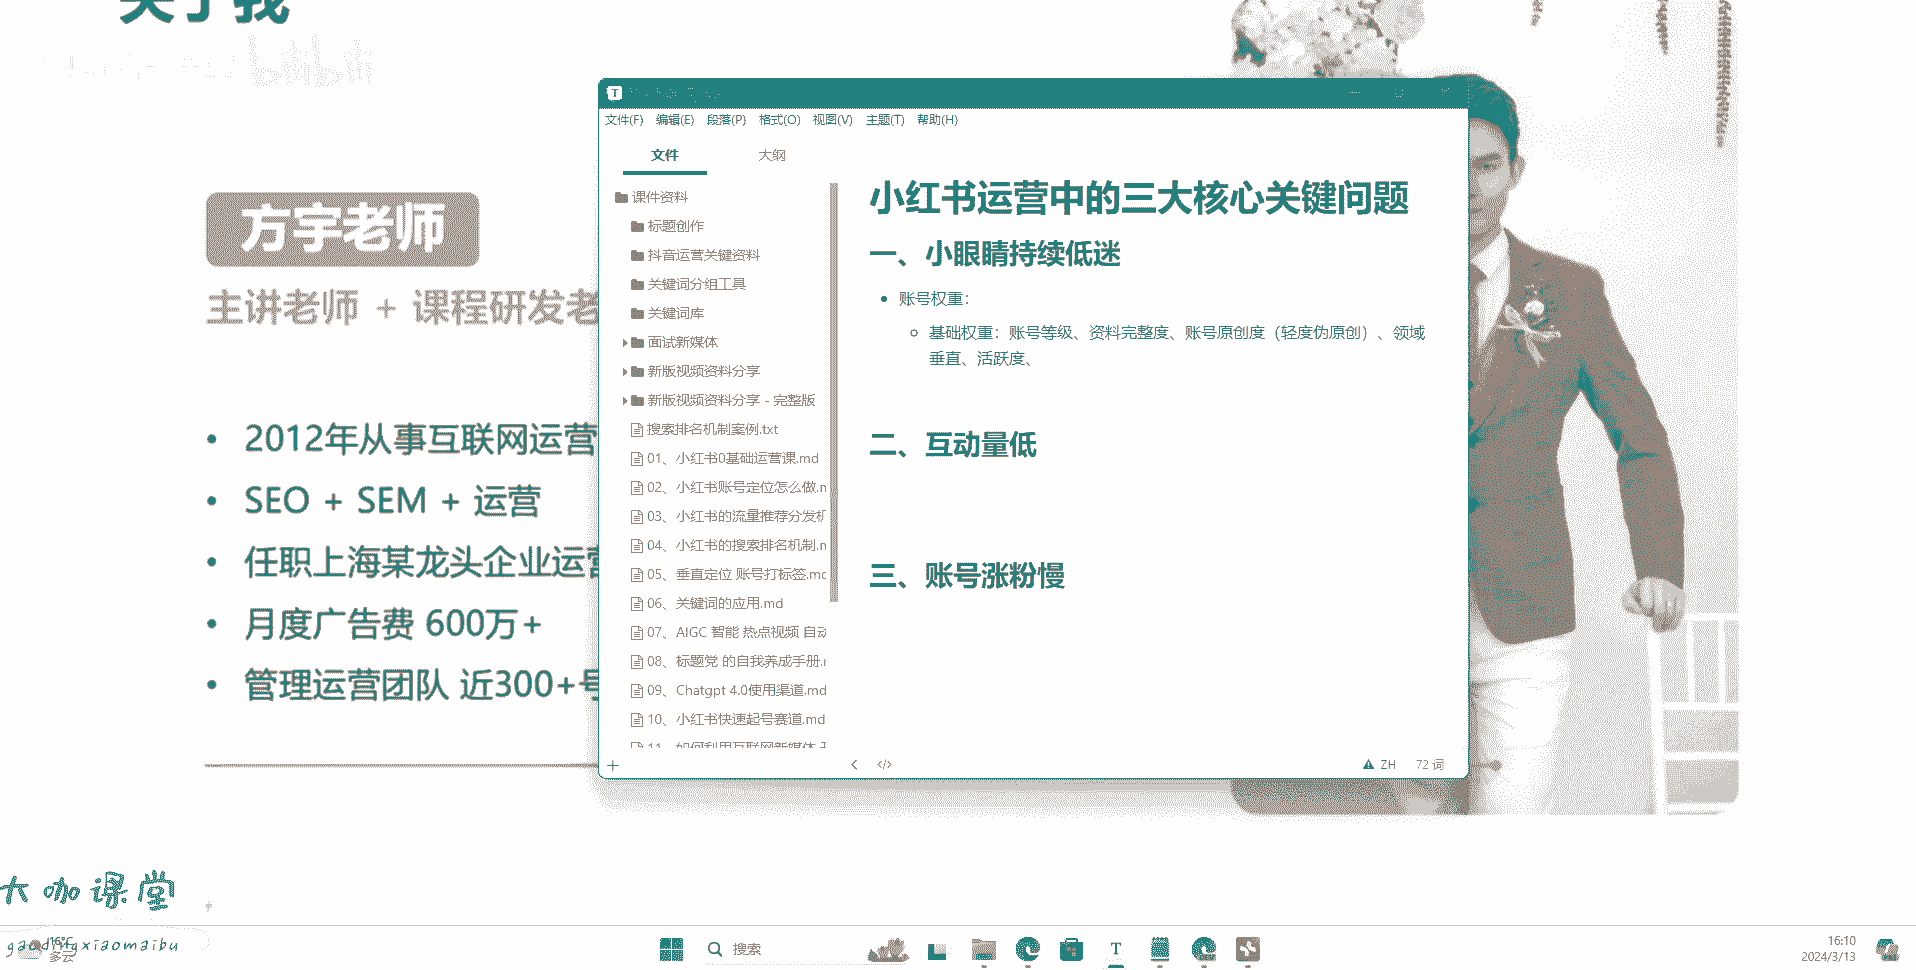 关于我
bilibili
方宇老师
主讲老师 + 课程研发老
• 2012年从事互联网运营
• SEO + SEM + 运营
• 任职上海某龙头企业运营
• 月度广告费 600万+
• 管理运营团队 近300+号
文件(F) 编辑(E) 段落(P) 格式(O) 视图(V) 主题(T) 帮助(H)
文件 大纲
课件资料
标题创作
抖音运营关键资料
关键词分组工具
关键词库
面试新媒体
新版视频资料分享
新版视频资料分享 - 完整版
搜索排名机制案例.txt
01、小红书0基础运营课.md
02、小红书账号定位怎么做.m
03、小红书的流量推荐分发机
04、小红书的搜索排名机制.m
05、垂直定位 账号打标签.mc
06、关键词的应用.md
07、AIGC 智能 热点视频 自动
08、标题党 的自我养成手册.
09、Chatgpt 4.0使用渠道.md
10、小红书快速起号赛道.md
11、如何利用互联网新媒体
小红书运营中的三大核心关键问题
一、小眼睛持续低迷
• 账号权重：
基础权重：账号等级、资料完整度、账号原创度（轻度伪原创）、领域
垂直、活跃度、
二、互动量低
三、账号涨粉慢
ZH 72 词
大咖课堂
gaodingxiaomaibu
16°C
多云
搜索
T
16:10
2024/3/13